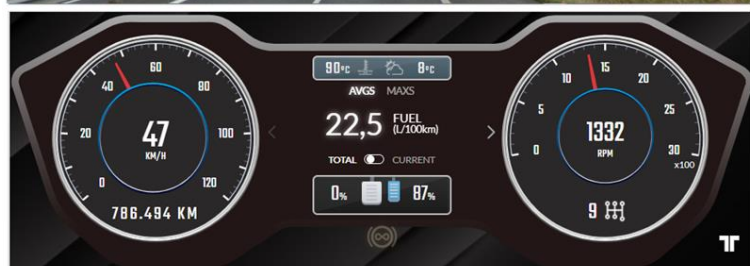 60
40
80
20
100
0
120
47
KM/H
786.494 KM
90°C 8°C
AVGS MAXS
22,5 FUEL
(L/100km)
TOTAL CURRENT
0% 87%
15
10
20
5
25
0
30
x100
1332
RPM
9